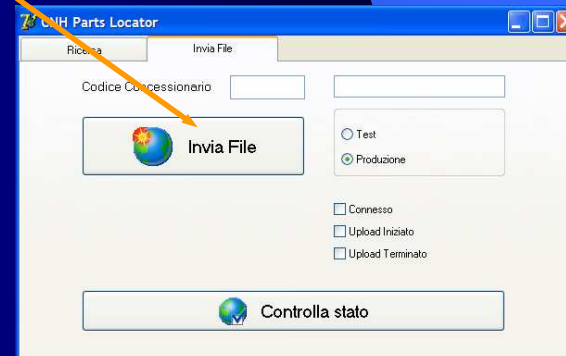 CNH Parts Locator
Ricerca Invia File
Codice Concessionario
Invia File
Test
Produzione
Connesso
Upload Iniziato
Upload Terminato
Controlla stato